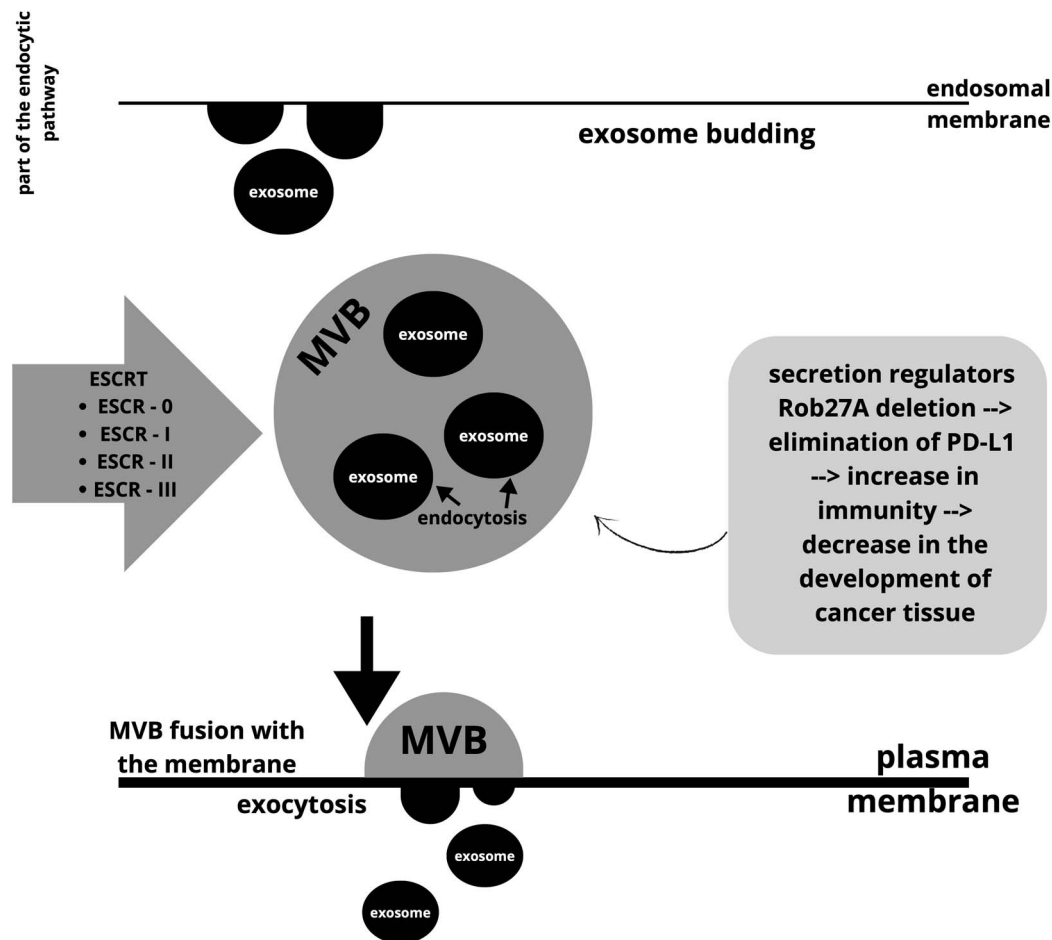 part of the endocytic
pathway
endosomal
membrane
exosome budding
exosome
MVB
exosome
exosome
exosome
endocytosis
ESCRT
• ESCR - 0
• ESCR - I
• ESCR - II
• ESCR - III
secretion regulators
Rob27A deletion -->
elimination of PD-L1
--> increase in
immunity -->
decrease in the
development of
cancer tissue
MVB fusion with
the membrane
MVB
plasma
membrane
exocytosis
exosome
exosome